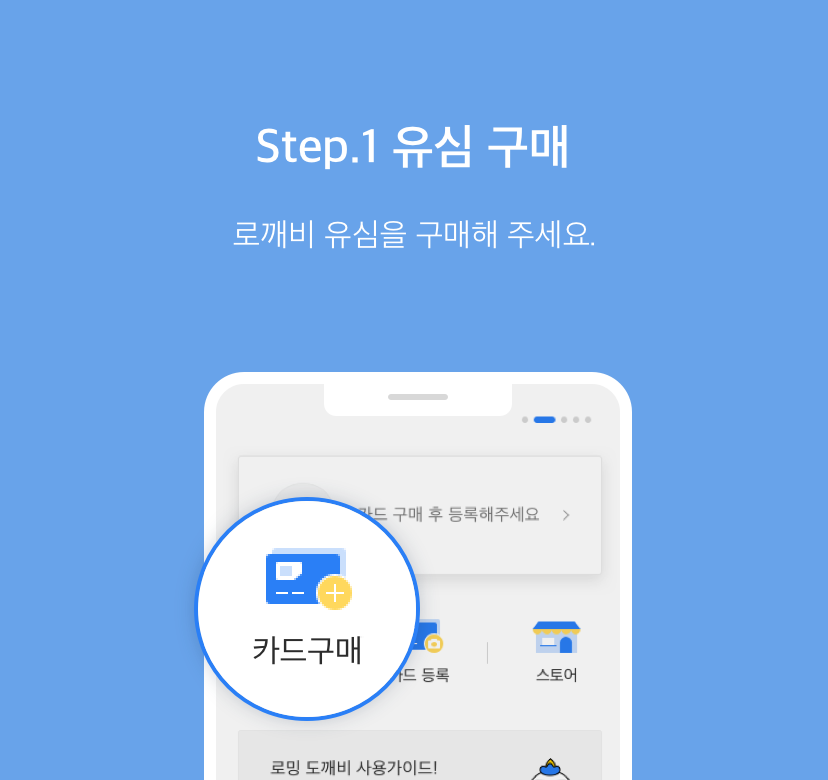 Step.1 유심 구매
로깨비 유심을 구매해 주세요.
카드 구매 후 등록해주세요
카드구매
카드 등록
스토어
로밍 도깨비 사용가이드!